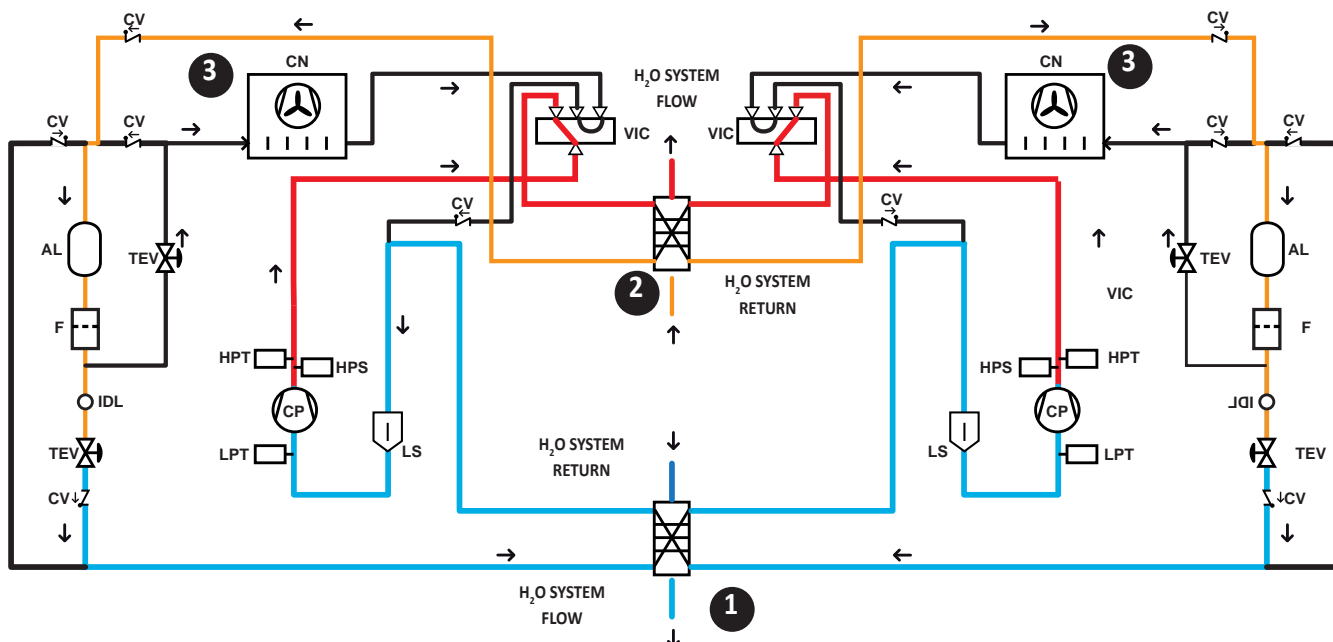 CV
CV
3
3
CN
CN
H₂O SYSTEM
FLOW
CV
CV
CV
CV
VIC
VIC
CV
CV
AL
TEV
TEV
AL
2
H₂O SYSTEM
RETURN
VIC
F
F
HPT
HPS
HPS
HPT
IDL
CP
CP
IDL
TEV
LPT
LS
H₂O SYSTEM
RETURN
LS
LPT
TEV
CV
CV
H₂O SYSTEM
FLOW
1